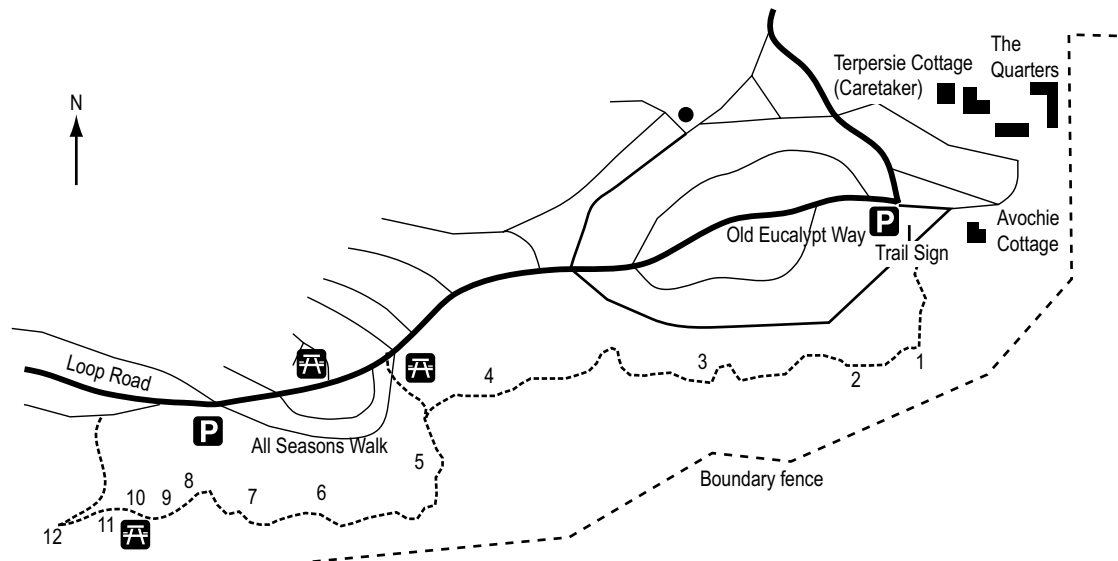 The
Quarters
Terpersie Cottage
(Caretaker)
N
P
Old Eucalypt Way
Avochie
Cottage
Trail Sign
Loop Road
1
2
3
4
P
All Seasons Walk
5
6
7
8
9
10
11
12
Boundary fence